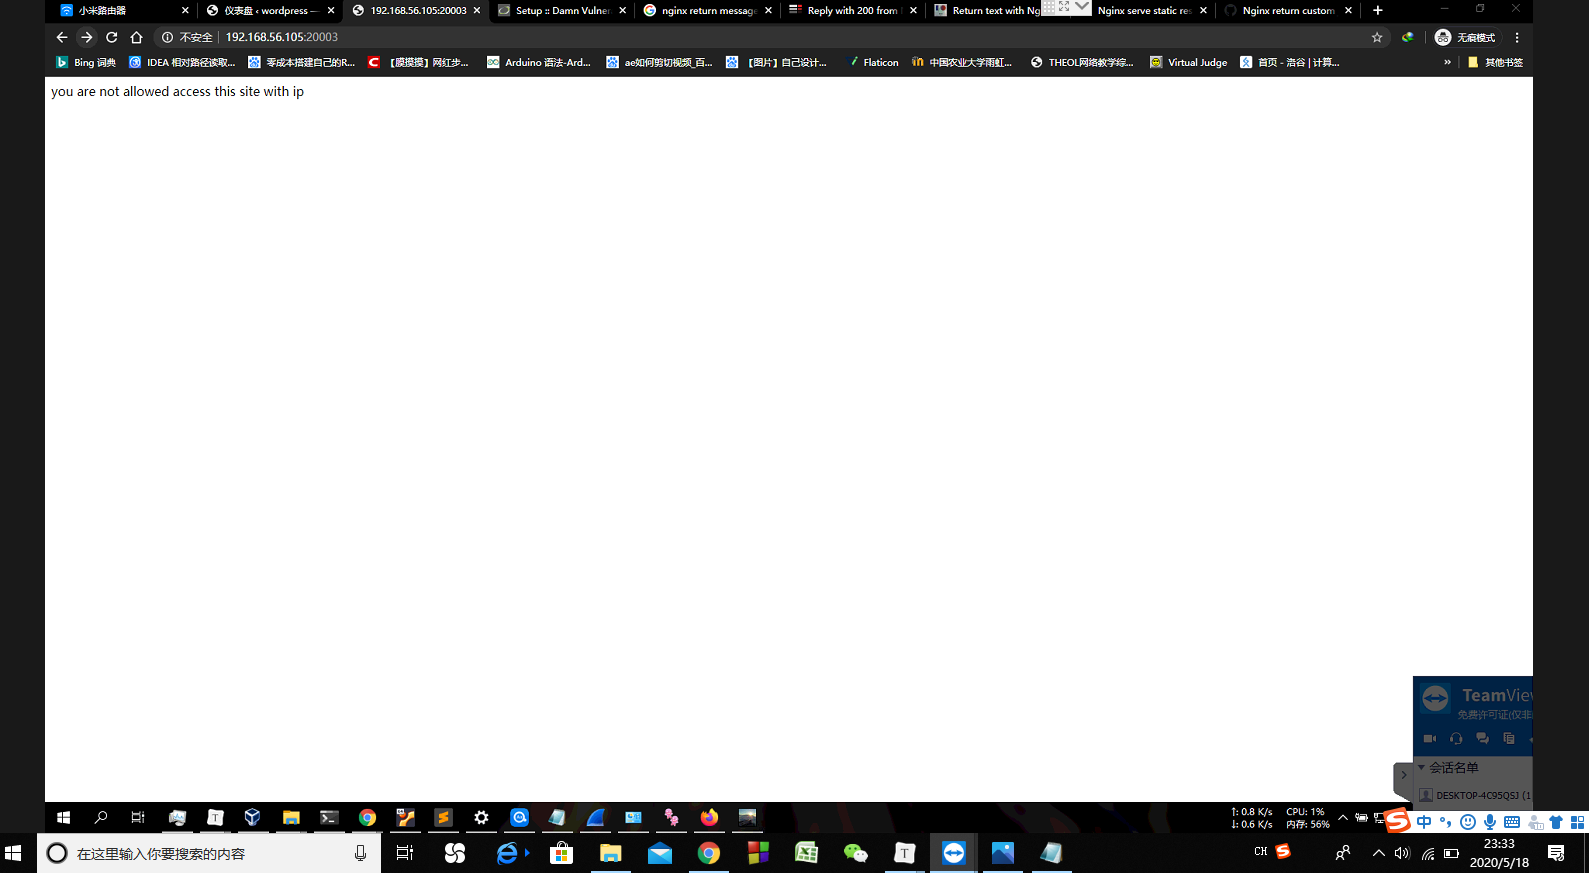 小米路由器
仪表盘 ‹ wordpress —
192.168.56.105:20003
Setup :: Damn Vulner
nginx return message
Reply with 200 from
Return text with Ng
Nginx serve static res
Nginx return custom
不安全
192.168.56.105:20003
无痕模式
Bing 词典
IDEA 相对路径读取...
零成本搭建自己的R...
【膜摸摸】网红步...
Arduino 语法-Ard...
ae如何剪切视频_百...
【图片】自己设计...
Flaticon
中国农业大学雨虹...
THEOL网络教学综...
Virtual Judge
首页 - 洛谷 | 计算...
»
其他书签
you are not allowed access this site with ip
TeamView
免费许可证(仅非
会话名单
DESKTOP-4C95QSJ (1
↑: 0.8 K/s
↓: 0.6 K/s
CPU: 1%
内存: 56%
中
在这里输入你要搜索的内容
CH
23:33
2020/5/18